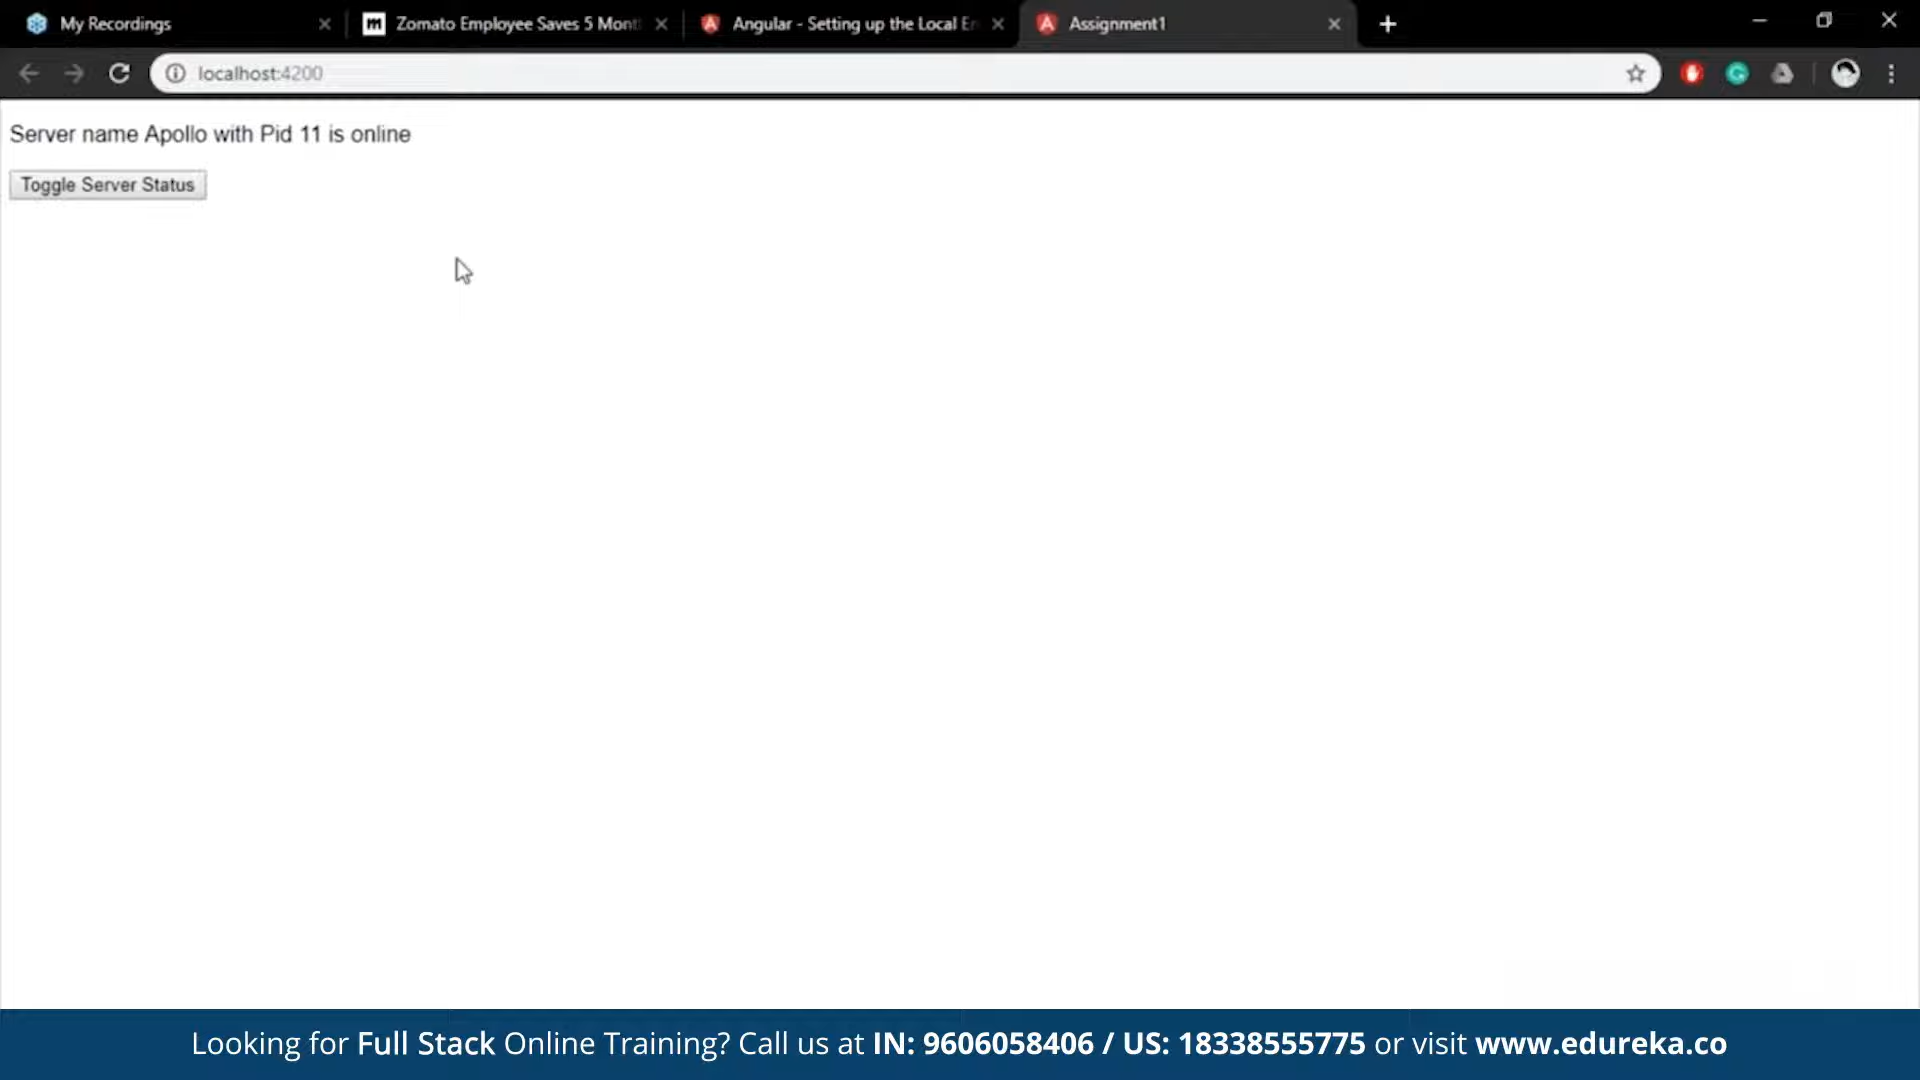 My Recordings
Zomato Employee Saves 5 Mont
Angular - Setting up the Local En
Assignment1
localhost:4200
Server name Apollo with Pid 11 is online
Toggle Server Status
Looking for Full Stack Online Training? Call us at IN: 9606058406 / US: 18338555775 or visit www.edureka.co